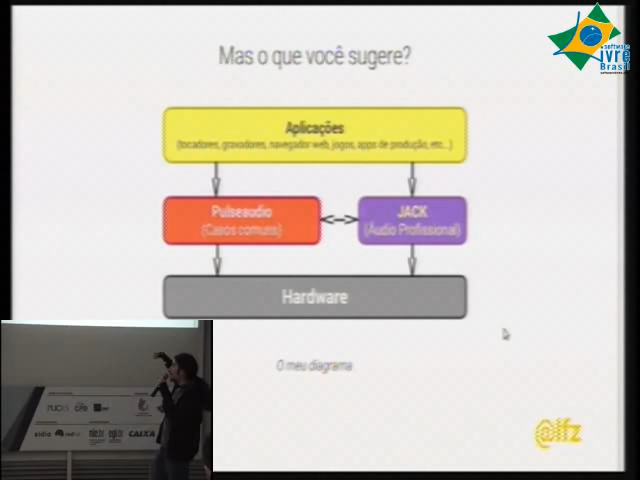 Mas o que você sugere?
software
livre
Brasil
Aplicações
(tocadores, gravadores, navegador web, jogos, apps de produção, etc...)
Pulseaudio
(Casos comuns)
JACK
(Áudio Profissional)
Hardware
O meu diagrama
@lfz
PUCRS
CAIXA